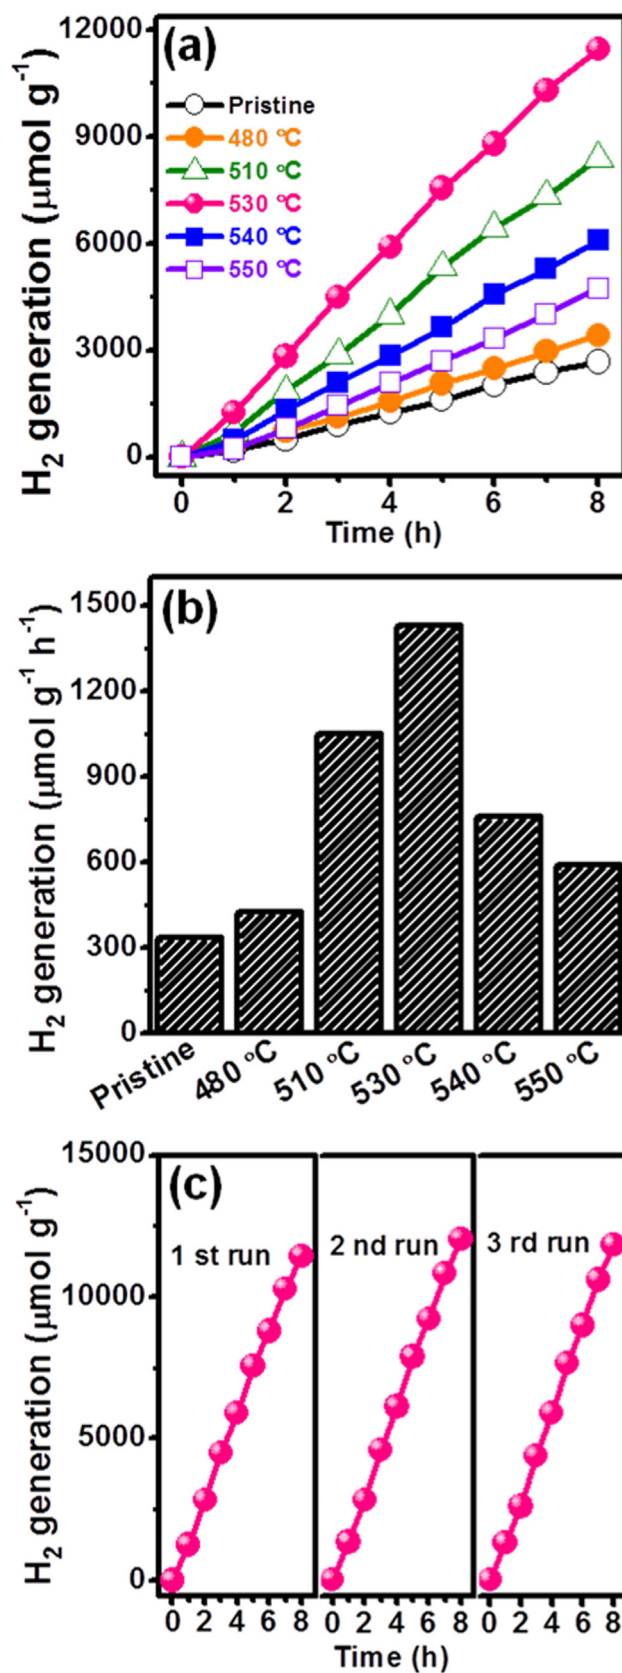 (a)
H₂ generation (μmol g⁻¹)
12000
9000
6000
3000
0
Pristine
480 °C
510 °C
530 °C
540 °C
550 °C
0 2 4 6 8
Time (h)
(b)
H₂ generation (μmol g⁻¹ h⁻¹)
1500
1200
900
600
300
0
Pristine 480 °C 510 °C 530 °C 540 °C 550 °C
(c)
H₂ generation (μmol g⁻¹)
15000
10000
5000
0
1 st run 2 nd run 3 rd run
0 2 4 6 8 0 2 4 6 8 0 2 4 6 8
Time (h)